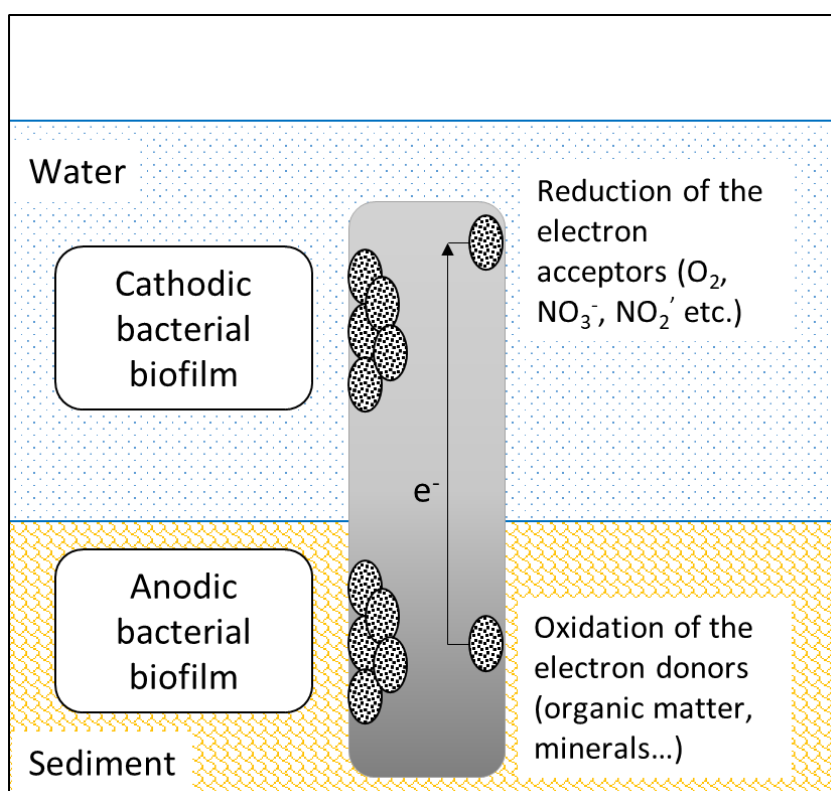 Water
Cathodic
bacterial
biofilm
Reduction of the
electron
acceptors (O₂,
NO₃⁻, NO₂’ etc.)
e⁻
Anodic
bacterial
biofilm
Oxidation of the
electron donors
(organic matter,
minerals…)
Sediment